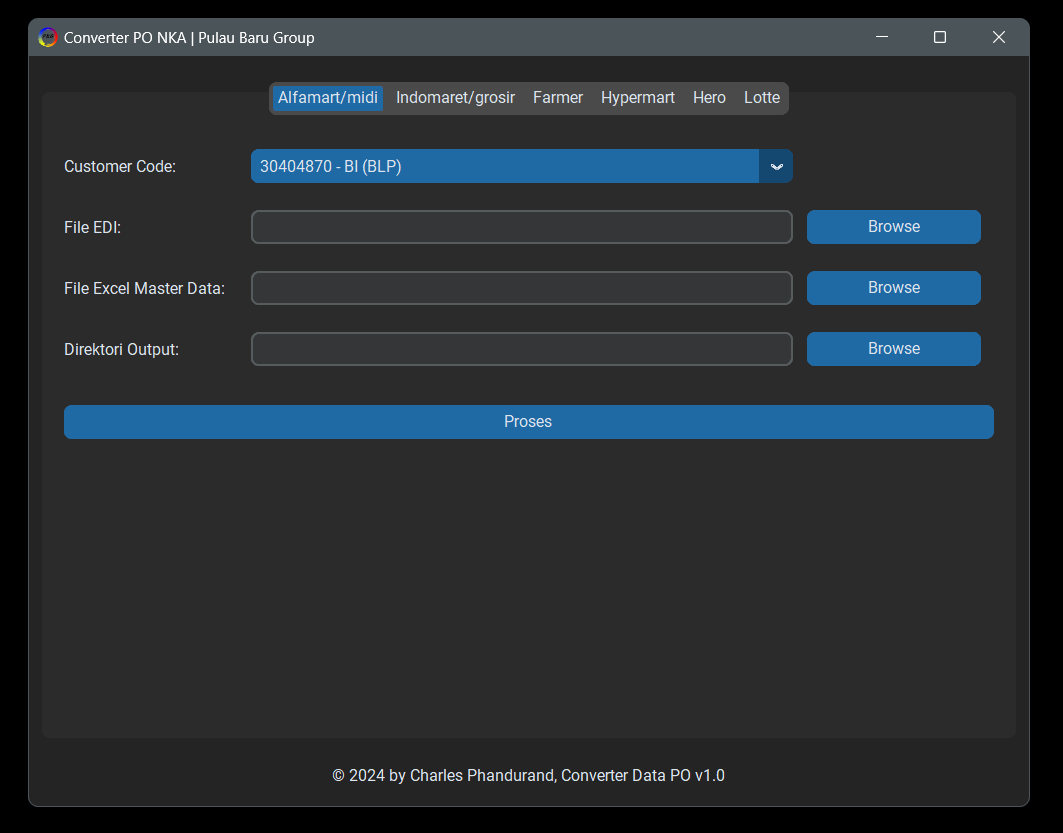 Converter PO NKA | Pulau Baru Group
Alfamart/midi Indomaret/grosir Farmer Hypermart Hero Lotte
Customer Code: 30404870 - BI (BLP)
File EDI: Browse
File Excel Master Data: Browse
Direktori Output: Browse
Proses
© 2024 by Charles Phandurand, Converter Data PO v1.0